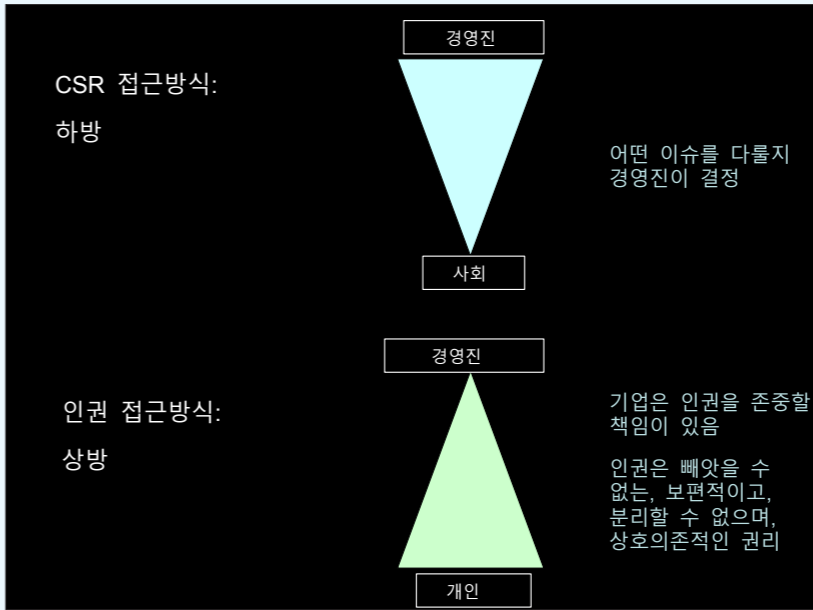 경영진
CSR 접근방식:
하방
어떤 이슈를 다룰지
경영진이 결정
사회
경영진
인권 접근방식:
상방
기업은 인권을 존중할
책임이 있음
인권은 빼앗을 수
없는, 보편적이고,
분리할 수 없으며,
상호의존적인 권리
개인